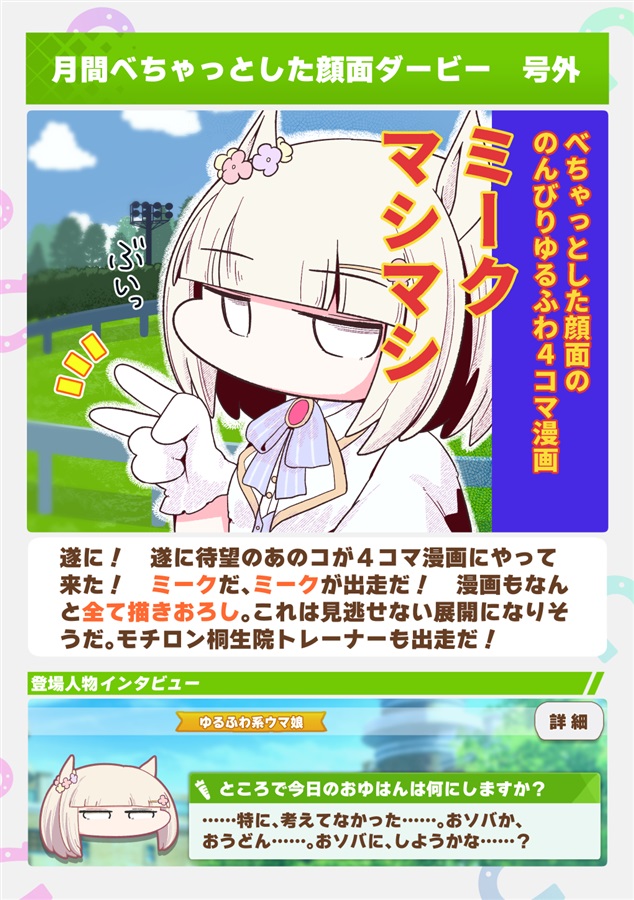 月間べちゃっとした顔面ダービー　号外
べちゃっとした顔面の
のんびりゆるふわ４コマ漫画
ミーク
マシマシ
ぶいっ
遂に！　遂に待望のあのコが４コマ漫画にやって
来た！　ミークだ、ミークが出走だ！　漫画もなん
と全て描きおろし。これは見逃せない展開になりそ
うだ。モチロン桐生院トレーナーも出走だ！
登場人物インタビュー
ゆるふわ系ウマ娘
詳細
ところで今日のおゆはんは何にしますか？
……特に、考えてなかった……。おソバか、
おうどん……。おソバに、しようかな……？